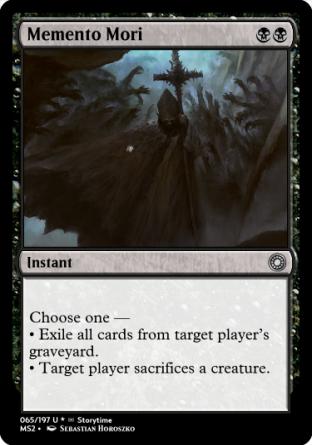 Memento Mori
Instant
Choose one —
• Exile all cards from target player's
graveyard.
• Target player sacrifices a creature.
065/197 U * ∞ Storytime
MS2 • Sebastian Horoszko